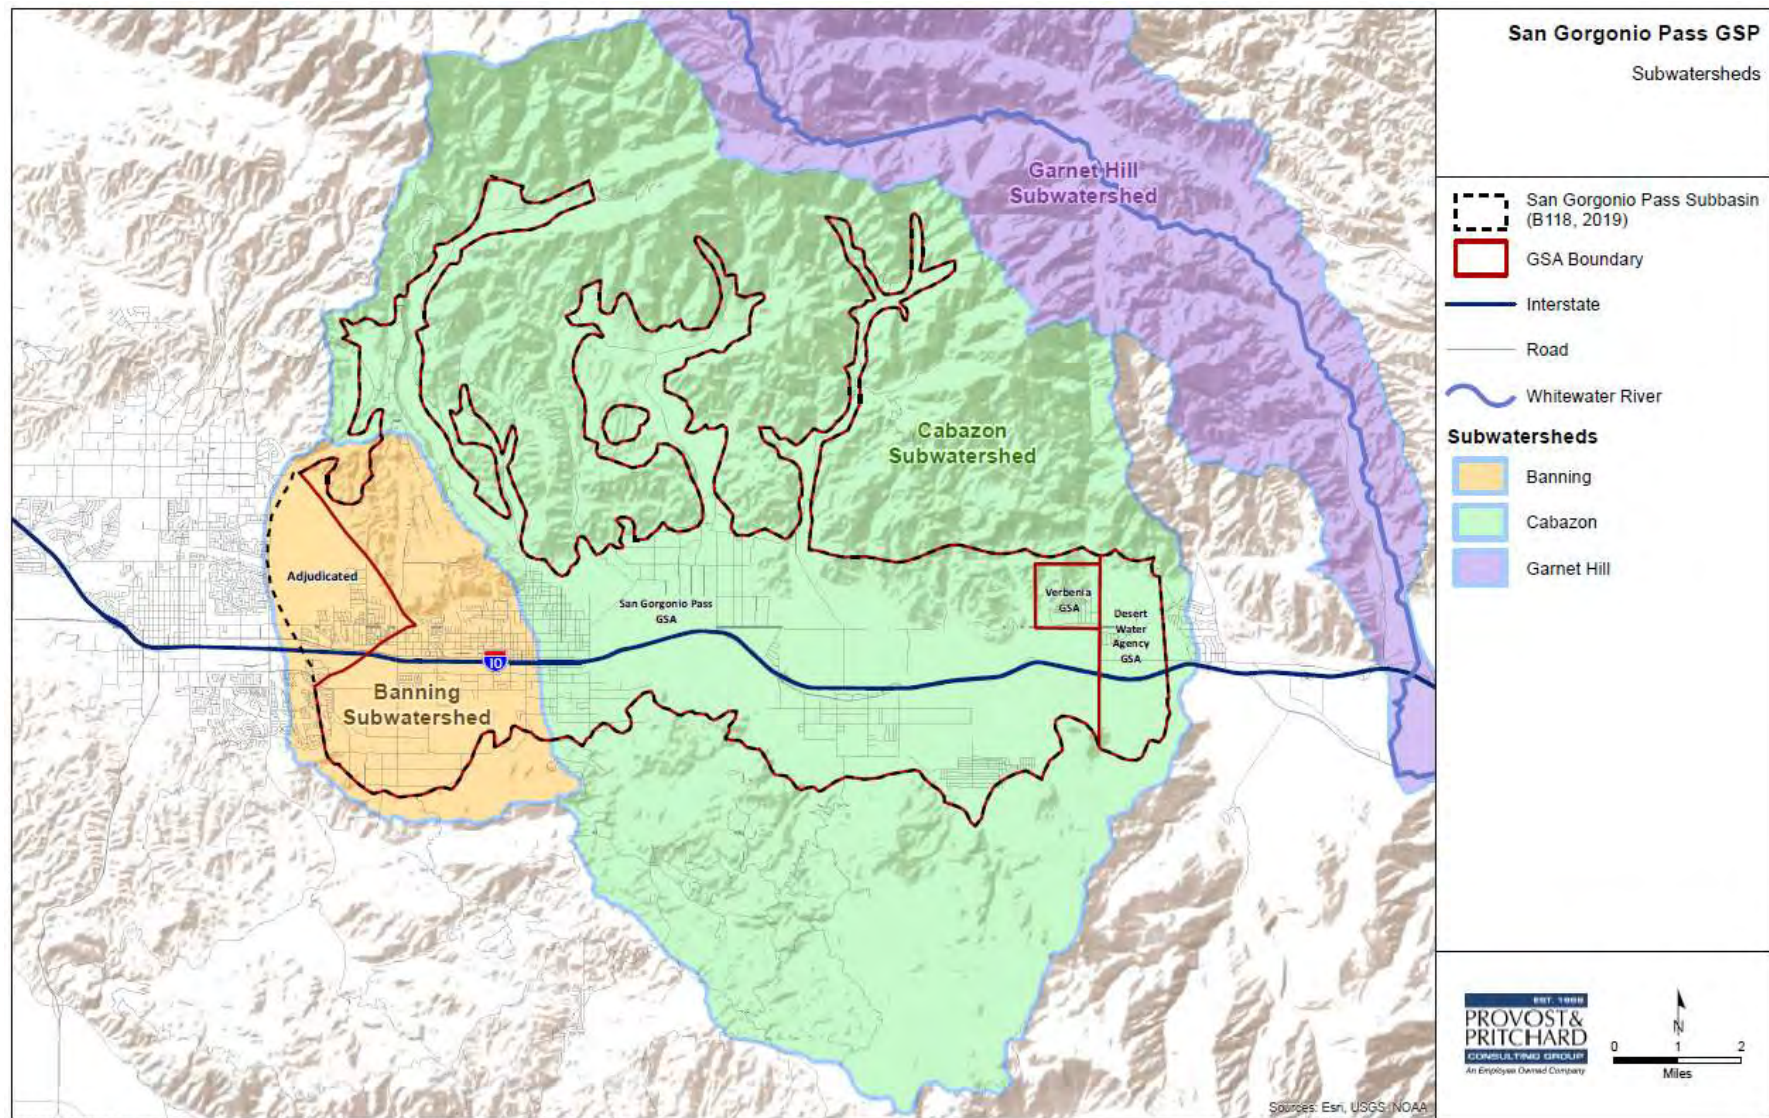 San Gorgonio Pass GSP
Subwatersheds
San Gorgonio Pass Subbasin
(B118, 2019)
GSA Boundary
Interstate
Road
Whitewater River
Subwatersheds
Banning
Cabazon
Garnet Hill
Garnet Hill
Subwatershed
Cabazon
Subwatershed
Adjudicated
San Gorgonio Pass
GSA
Verbenia
GSA
Desert
Water
Agency
GSA
10
Banning
Subwatershed
EST. 1968
PROVOST&
PRITCHARD
CONSULTING GROUP
An Employee Owned Company
N
0 1 2
Miles
Sources: Esri, USGS, NOAA